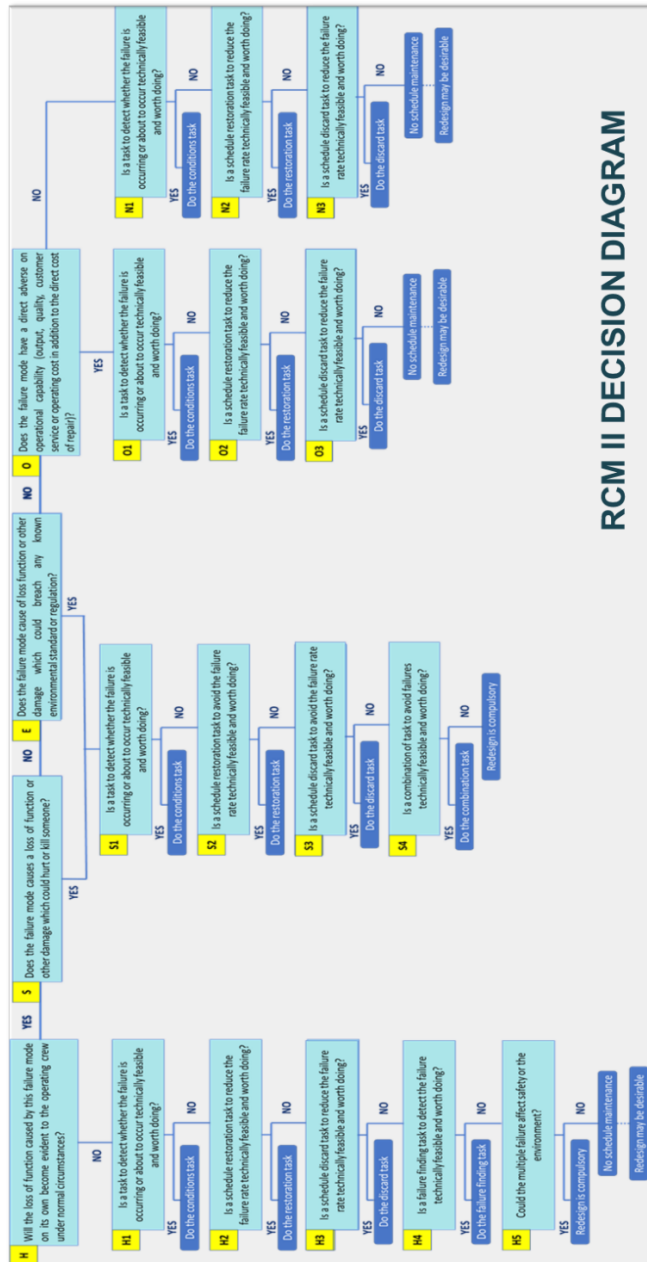 H
Will the loss of function caused by this failure mode
on its own become evident to the operating crew
under normal circumstances?
YES
NO
S
Does the failure mode causes a loss of function or
other damage which could hurt or kill someone?
NO
YES
E
Does the failure mode cause of loss function or other
damage which could breach any known
environmental standard or regulation?
NO
YES
O
Does the failure mode have a direct adverse on
operational capability (output, quality, customer
service or operating cost in addition to the direct cost
of repair)?
NO
YES
H1
Is a task to detect whether the failure is
occurring or about to occur technically feasible
and worth doing?
YES
NO
Do the conditions task
H2
Is a schedule restoration task to reduce the
failure rate technically feasible and worth doing?
YES
NO
Do the restoration task
H3
Is a schedule discard task to reduce the failure
rate technically feasible and worth doing?
YES
NO
Do the discard task
H4
Is a failure finding task to detect the failure
technically feasible and worth doing?
YES
NO
Do the failure finding task
H5
Could the multiple failure affect safety or the
environment?
YES
NO
Redesign is compulsory
No schedule maintenance
Redesign may be desirable
S1
Is a task to detect whether the failure is
occurring or about to occur technically feasible
and worth doing?
YES
NO
Do the conditions task
S2
Is a schedule restoration task to avoid the failure
rate technically feasible and worth doing?
YES
NO
Do the restoration task
S3
Is a schedule discard task to avoid the failure rate
technically feasible and worth doing?
YES
NO
Do the discard task
S4
Is a combination of task to avoid failures
technically feasible and worth doing?
YES
NO
Do the combination task
Redesign is compulsory
O1
Is a task to detect whether the failure is
occurring or about to occur technically feasible
and worth doing?
YES
NO
Do the conditions task
O2
Is a schedule restoration task to reduce the
failure rate technically feasible and worth doing?
YES
NO
Do the restoration task
O3
Is a schedule discard task to reduce the failure
rate technically feasible and worth doing?
YES
NO
Do the discard task
No schedule maintenance
Redesign may be desirable
N1
Is a task to detect whether the failure is
occurring or about to occur technically feasible
and worth doing?
YES
NO
Do the conditions task
N2
Is a schedule restoration task to reduce the
failure rate technically feasible and worth doing?
YES
NO
Do the restoration task
N3
Is a schedule discard task to reduce the failure
rate technically feasible and worth doing?
YES
NO
Do the discard task
No schedule maintenance
Redesign may be desirable
RCM II DECISION DIAGRAM